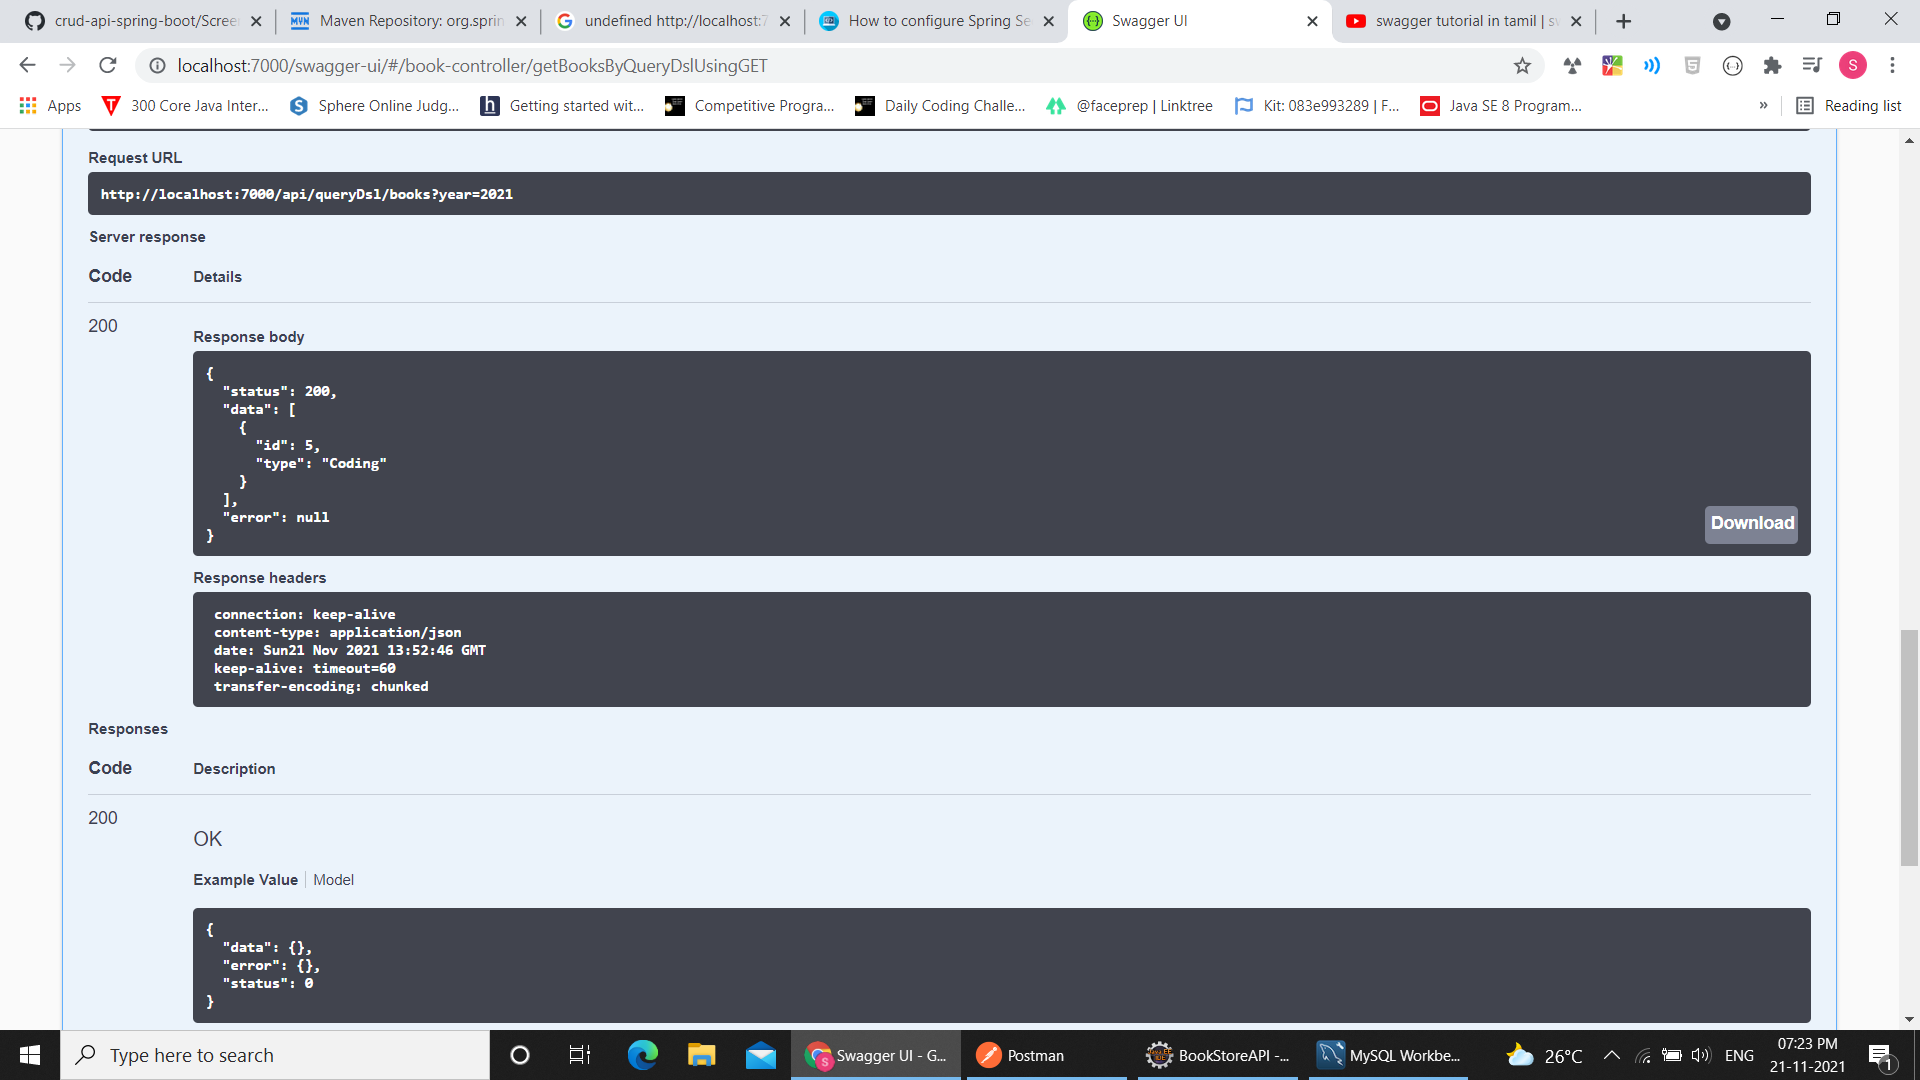 crud-api-spring-boot/Scree
Maven Repository: org.sprin
undefined http://localhost:7
How to configure Spring Se
Swagger UI
swagger tutorial in tamil | sw
S
localhost:7000/swagger-ui/#/book-controller/getBooksByQueryDslUsingGET
Apps
300 Core Java Inter...
Sphere Online Judg...
Getting started wit...
Competitive Progra...
Daily Coding Challe...
@faceprep | Linktree
Kit: 083e993289 | F...
Java SE 8 Program...
»
Reading list
Request URL
http://localhost:7000/api/queryDsl/books?year=2021
Server response
Code Details
200
Response body
{
"status": 200,
"data": [
{
"id": 5,
"type": "Coding"
}
],
"error": null
}
Download
Response headers
connection: keep-alive
content-type: application/json
date: Sun21 Nov 2021 13:52:46 GMT
keep-alive: timeout=60
transfer-encoding: chunked
Responses
Code Description
200
OK
Example Value Model
{
"data": {},
"error": {},
"status": 0
}
Type here to search
Swagger UI - G...
Postman
BookStoreAPI -...
MySQL Workbe...
26°C
ENG
07:23 PM
21-11-2021
1